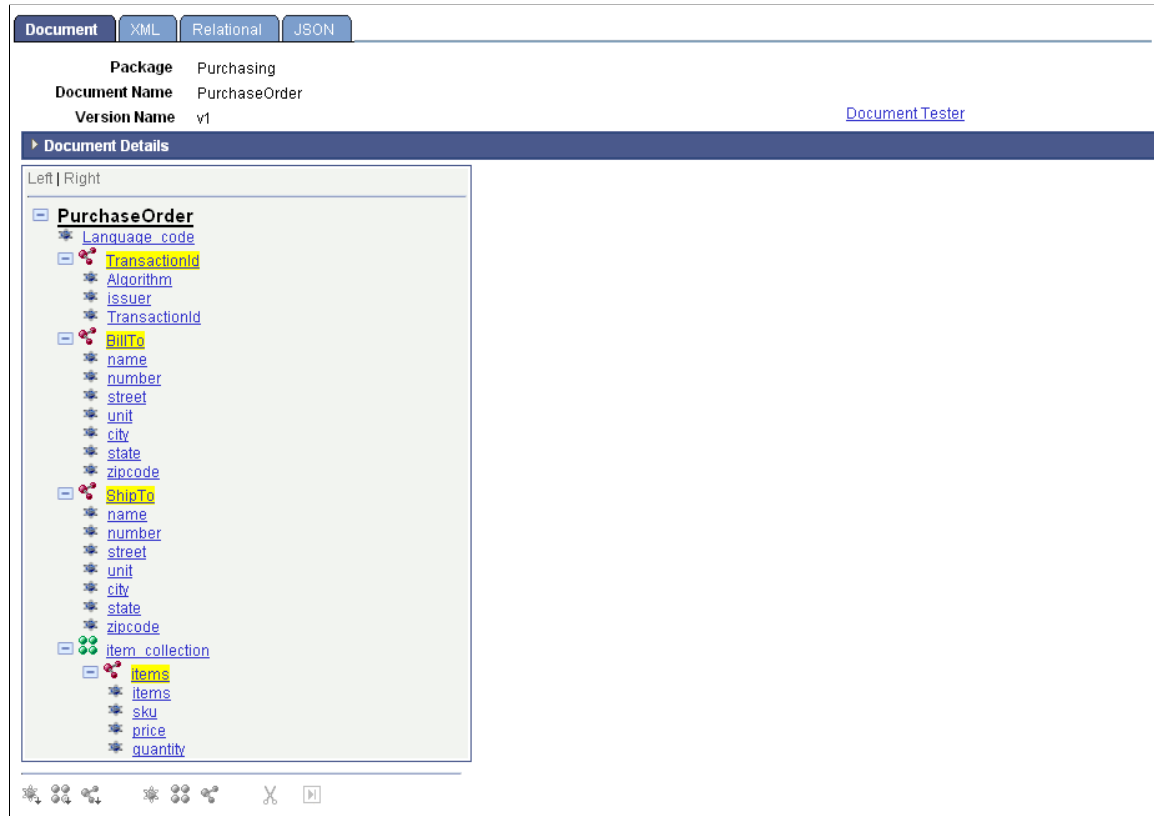 Document XML Relational JSON
Package Purchasing
Document Name PurchaseOrder
Version Name v1 Document Tester
Document Details
Left | Right
PurchaseOrder
Language_code
TransactionId
Algorithm
issuer
TransactionId
BillTo
name
number
street
unit
city
state
zipcode
ShipTo
name
number
street
unit
city
state
zipcode
item_collection
items
items
sku
price
quantity